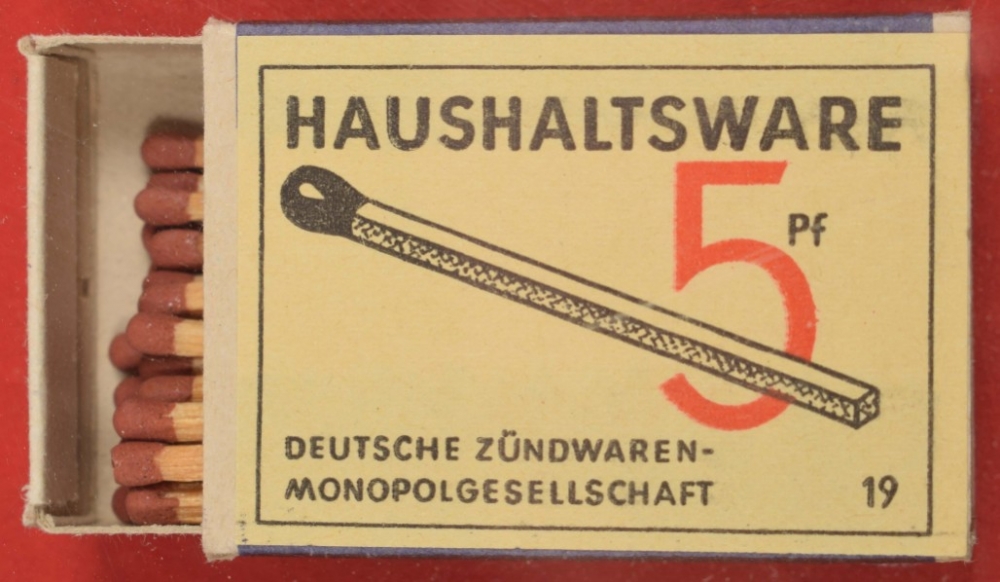 HAUSHALTSWARE
5 Pf
DEUTSCHE ZÜNDWAREN-
MONOPOLGESELLSCHAFT
19